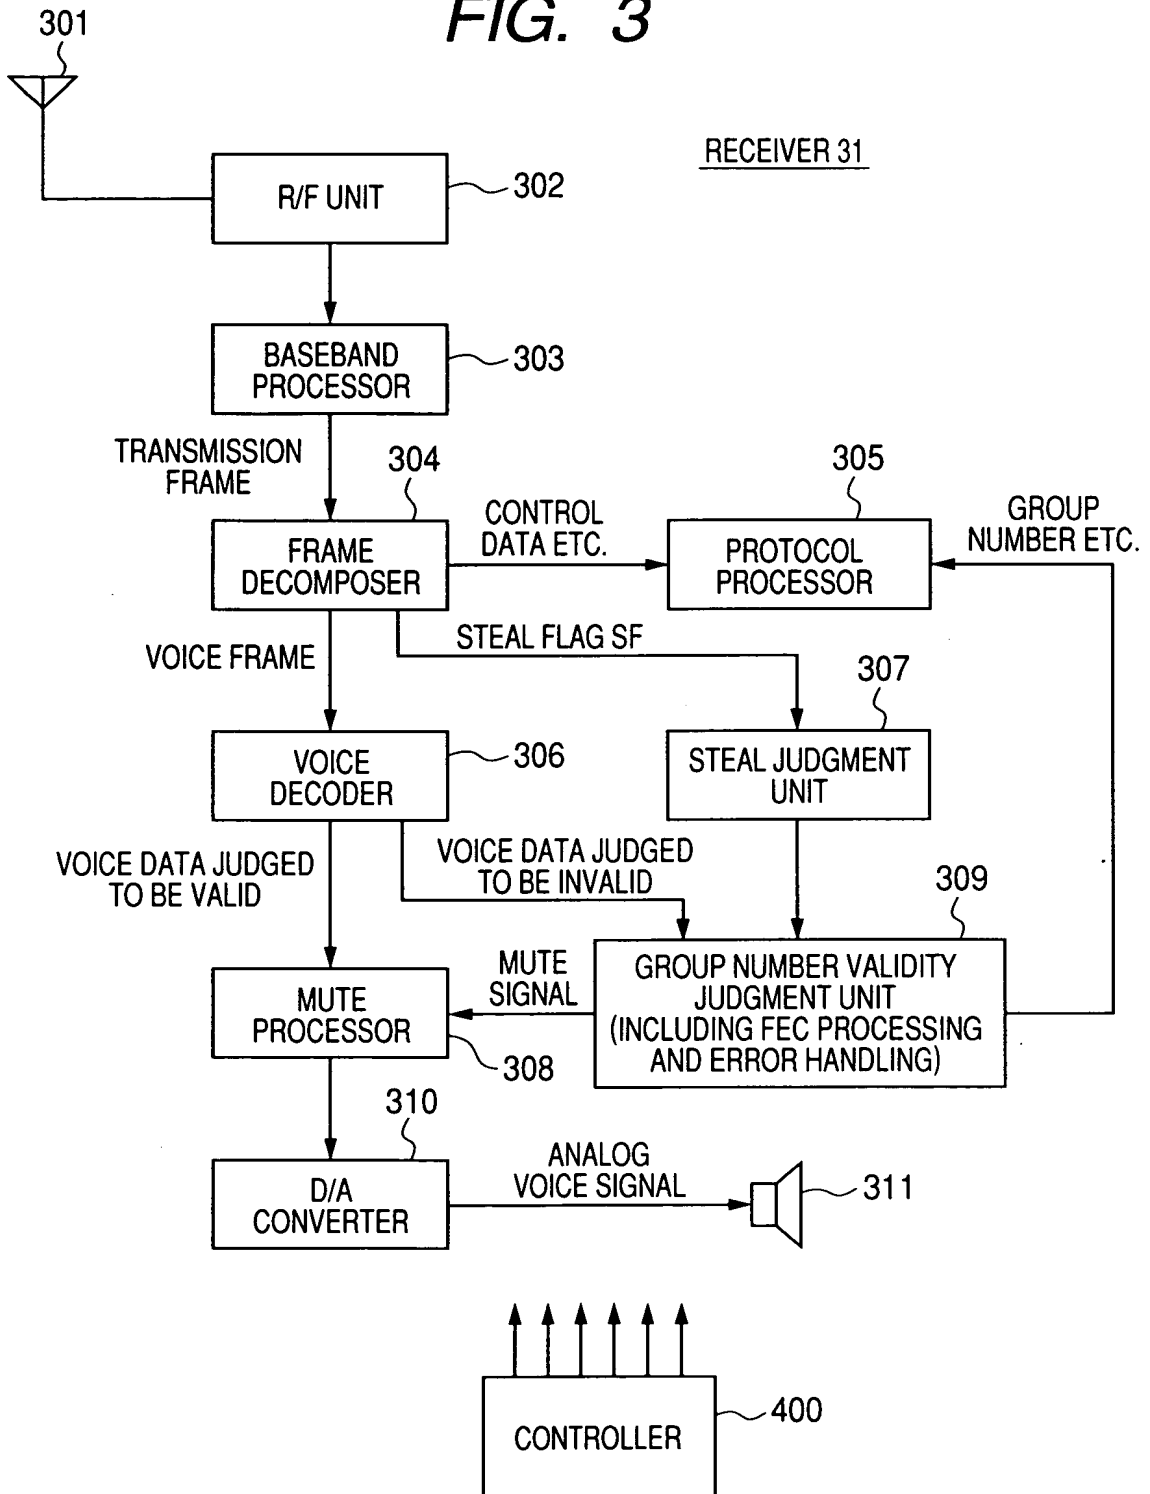 FIG. 3
301
RECEIVER 31
R/F UNIT
302
BASEBAND
PROCESSOR
303
TRANSMISSION
FRAME
304
305
CONTROL
DATA ETC.
GROUP
NUMBER ETC.
FRAME
DECOMPOSER
PROTOCOL
PROCESSOR
VOICE FRAME
STEAL FLAG SF
307
VOICE
DECODER
306
STEAL JUDGMENT
UNIT
VOICE DATA JUDGED
TO BE VALID
VOICE DATA JUDGED
TO BE INVALID
309
MUTE
SIGNAL
GROUP NUMBER VALIDITY
JUDGMENT UNIT
(INCLUDING FEC PROCESSING
AND ERROR HANDLING)
MUTE
PROCESSOR
308
310
D/A
CONVERTER
ANALOG
VOICE SIGNAL
311
CONTROLLER
400